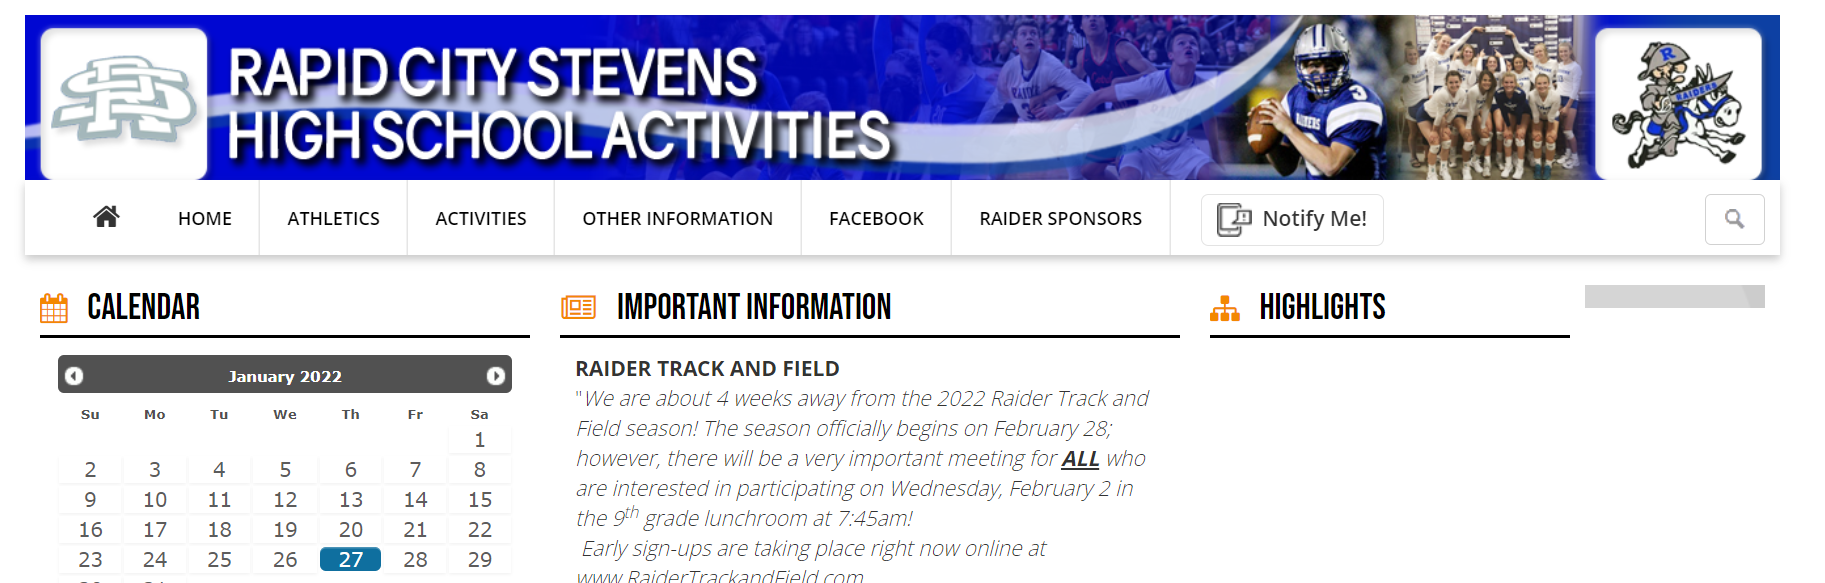 RAPID CITY STEVENS
HIGH SCHOOL ACTIVITIES
RAIDERS
3
RAIDERS
R
HOME ATHLETICS ACTIVITIES OTHER INFORMATION FACEBOOK RAIDER SPONSORS Notify Me!
CALENDAR
January 2022
Su Mo Tu We Th Fr Sa
1
2 3 4 5 6 7 8
9 10 11 12 13 14 15
16 17 18 19 20 21 22
23 24 25 26 27 28 29
30 31
IMPORTANT INFORMATION
RAIDER TRACK AND FIELD
"We are about 4 weeks away from the 2022 Raider Track and
Field season! The season officially begins on February 28;
however, there will be a very important meeting for ALL who
are interested in participating on Wednesday, February 2 in
the 9th grade lunchroom at 7:45am!
Early sign-ups are taking place right now online at
www.RaiderTrackandField.com
HIGHLIGHTS